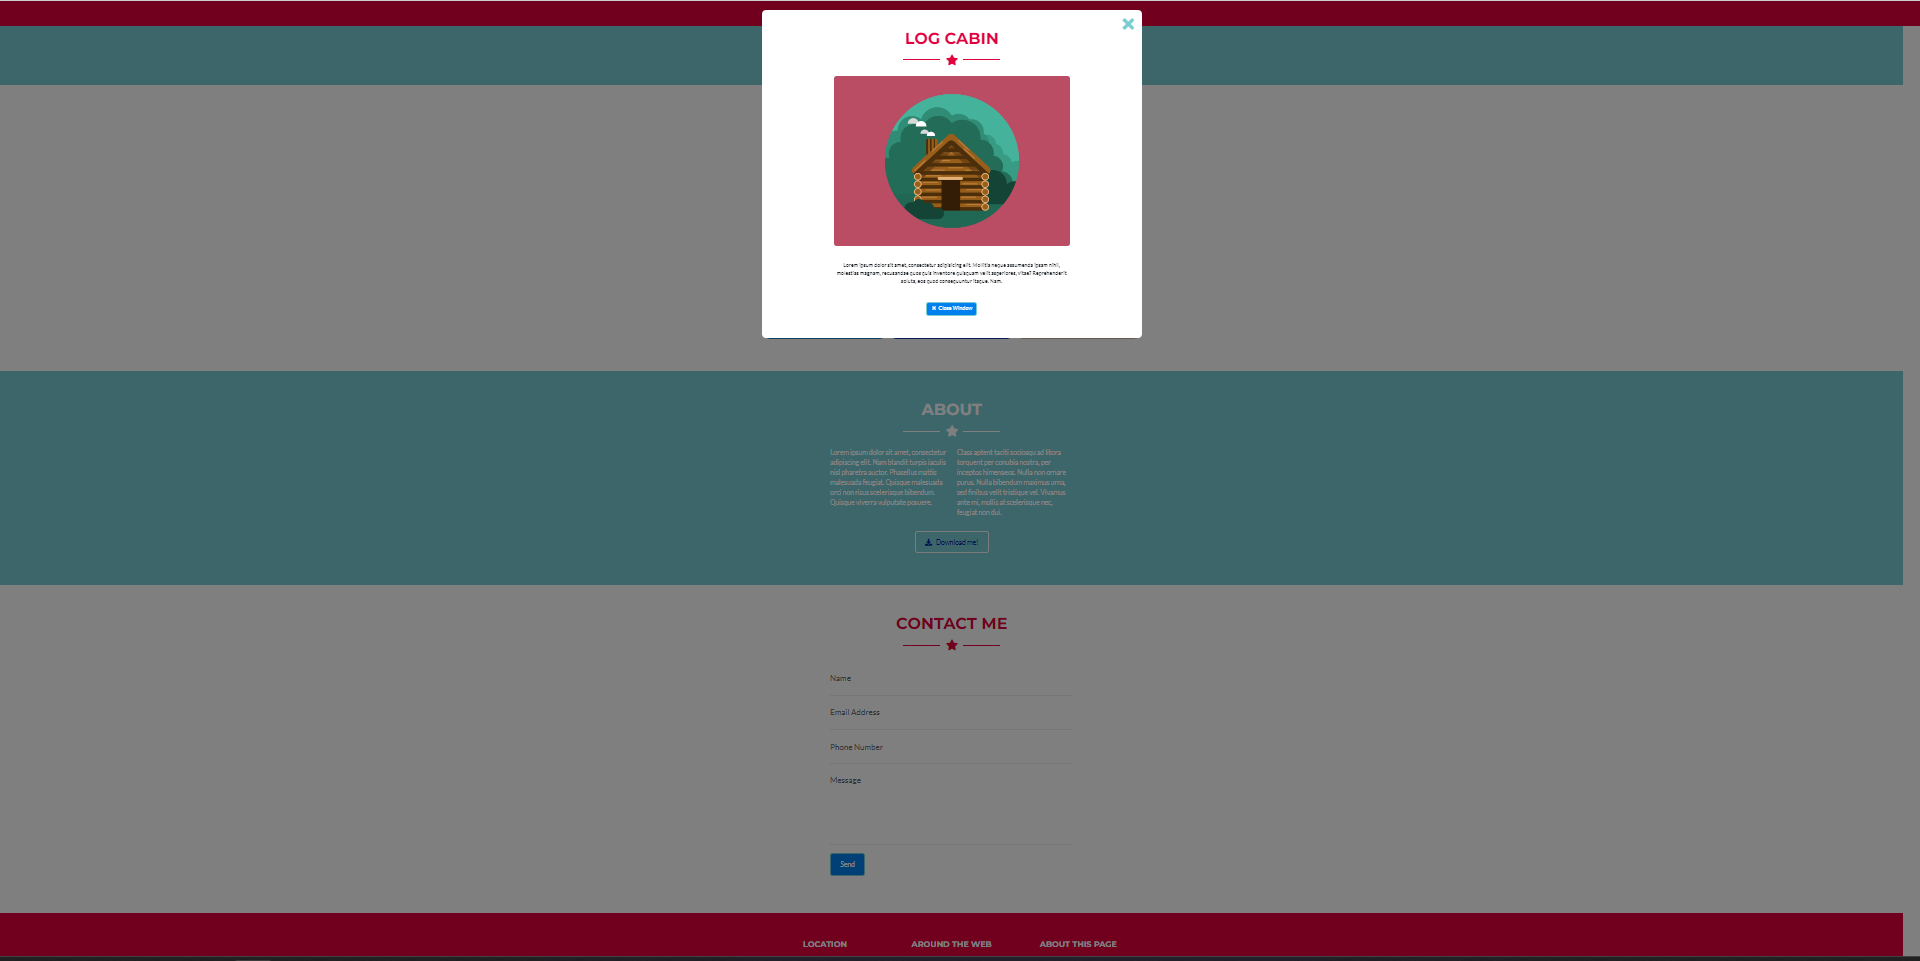 LOG CABIN
Lorem ipsum dolor sit amet, consectetur adipisicing elit. Mollitia neque assumenda ipsam nihil,
molestias magnam, recusandae quos quis inventore quisquam velit asperiores, vitae? Reprehenderit
soluta, eos quod consequuntur itaque. Nam.
Close Window
ABOUT
Lorem ipsum dolor sit amet, consectetur
adipiscing elit. Nam blandit turpis iaculis
nisl pharetra auctor. Phasellus mattis
malesuada feugiat. Quisque malesuada
orci non risus scelerisque bibendum.
Quisque viverra vulputate posuere.
Class aptent taciti sociosqu ad litora
torquent per conubia nostra, per
inceptos himenaeos. Nulla non ornare
purus. Nulla bibendum maximus urna,
sed finibus velit tristique vel. Vivamus
ante mi, mollis at scelerisque nec,
feugiat non dui.
Download me!
CONTACT ME
Name
Email Address
Phone Number
Message
Send
LOCATION
AROUND THE WEB
ABOUT THIS PAGE